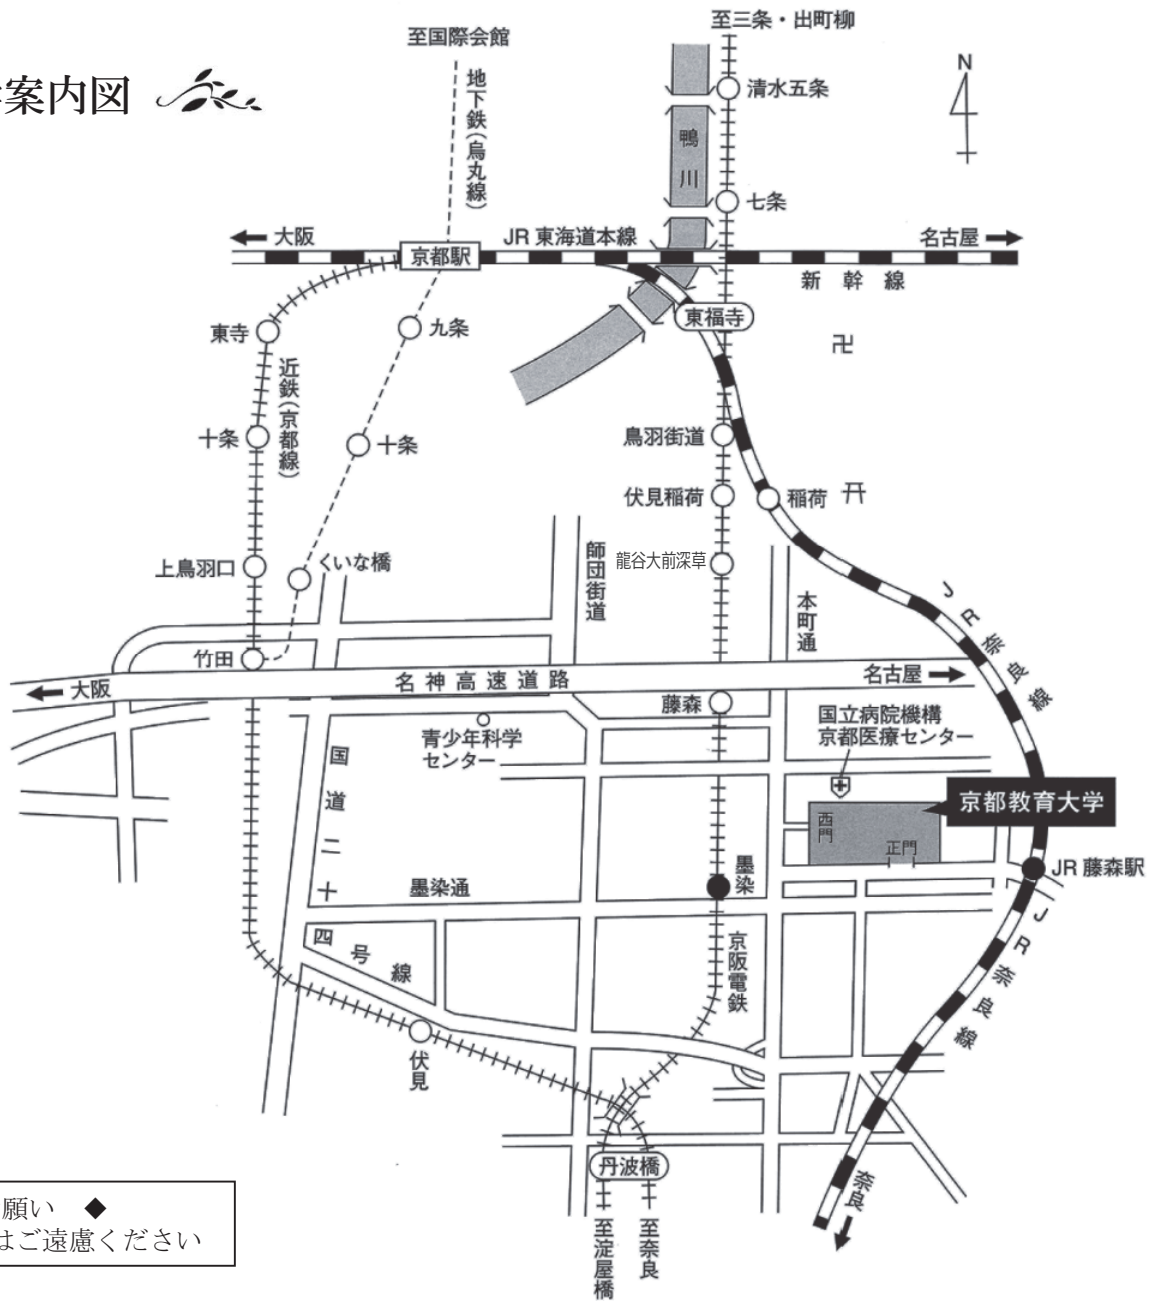 案内図
至国際会館
至三条・出町柳
地下鉄(烏丸線)
清水五条
N
鴨川
七条
大阪
JR 東海道本線
名古屋
京都駅
新幹線
東福寺
東寺
九条
卍
近鉄(京都線)
十条
十条
鳥羽街道
伏見稲荷
稲荷
上鳥羽口
くいな橋
師団街道
龍谷大前深草
本町通
JR奈良線
竹田
大阪
名神高速道路
名古屋
藤森
国立病院機構
京都医療センター
青少年科学
センター
国道二十四号線
京都教育大学
西門
正門
墨染
JR 藤森駅
墨染通
京阪電鉄
JR奈良線
伏見
丹波橋
奈良
至淀屋橋
至奈良
願い ◆
はご遠慮ください